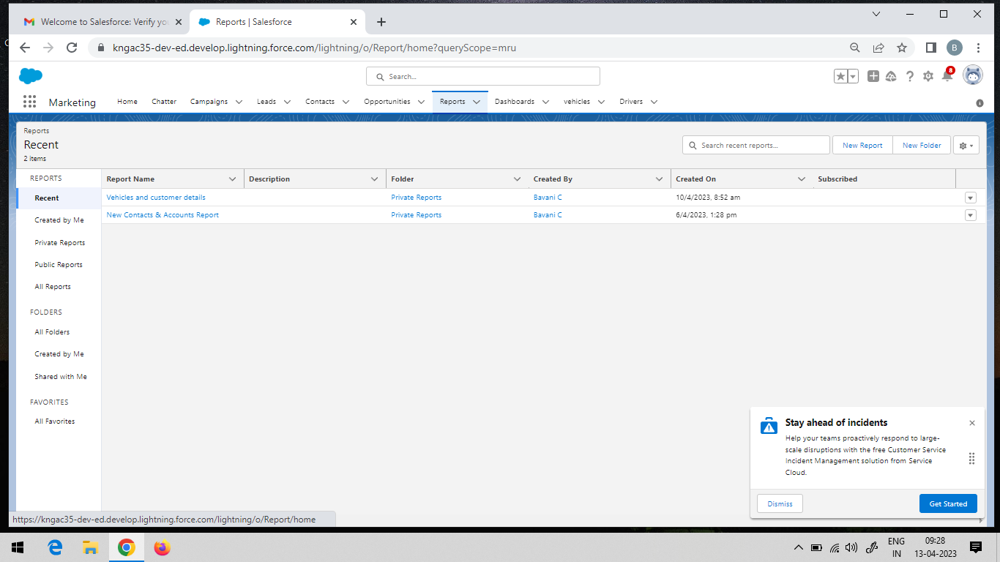 Welcome to Salesforce: Verify yo
Reports | Salesforce
kngac35-dev-ed.develop.lightning.force.com/lightning/o/Report/home?queryScope=mru
B
Search...
8
Marketing
Home
Chatter
Campaigns
Leads
Contacts
Opportunities
Reports
Dashboards
vehicles
Drivers
Reports
Recent
2 items
Search recent reports...
New Report
New Folder
REPORTS
Recent
Created by Me
Private Reports
Public Reports
All Reports
FOLDERS
All Folders
Created by Me
Shared with Me
FAVORITES
All Favorites
Report Name Description Folder Created By Created On Subscribed
Vehicles and customer details Private Reports Bavani C 10/4/2023, 8:52 am
New Contacts & Accounts Report Private Reports Bavani C 6/4/2023, 1:28 pm
Stay ahead of incidents
Help your teams proactively respond to large-
scale disruptions with the free Customer Service
Incident Management solution from Service
Cloud.
Dismiss
Get Started
https://kngac35-dev-ed.develop.lightning.force.com/lightning/o/Report/home
ENG
IN
09:28
13-04-2023